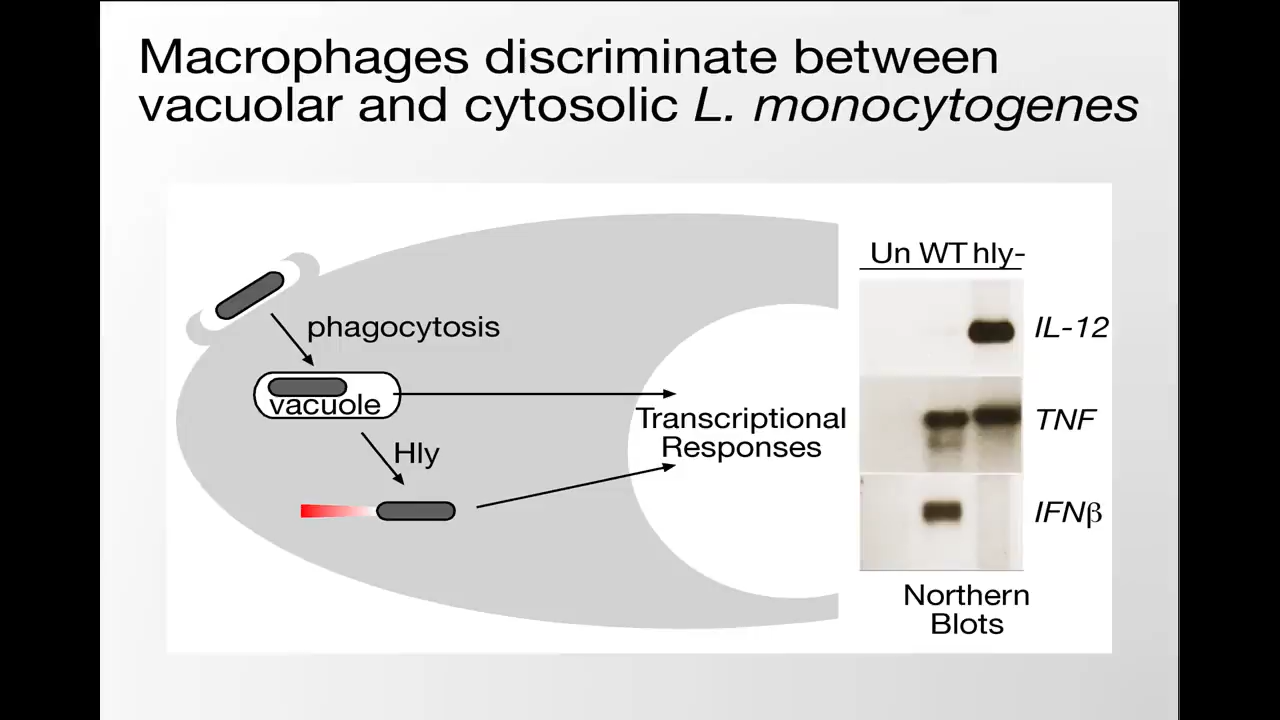 Macrophages discriminate between
vacuolar and cytosolic L. monocytogenes
phagocytosis
vacuole
Hly
Transcriptional
Responses
Un WT hly-
IL-12
TNF
IFNβ
Northern
Blots